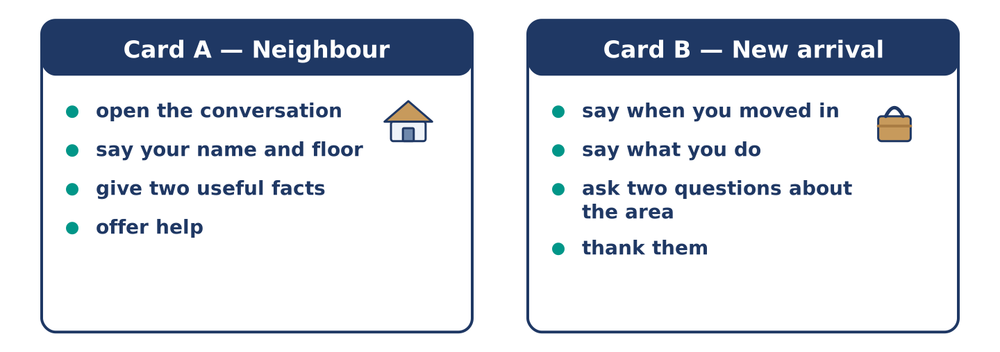 Card A — Neighbour
open the conversation
say your name and floor
give two useful facts
offer help
Card B — New arrival
say when you moved in
say what you do
ask two questions about
the area
thank them